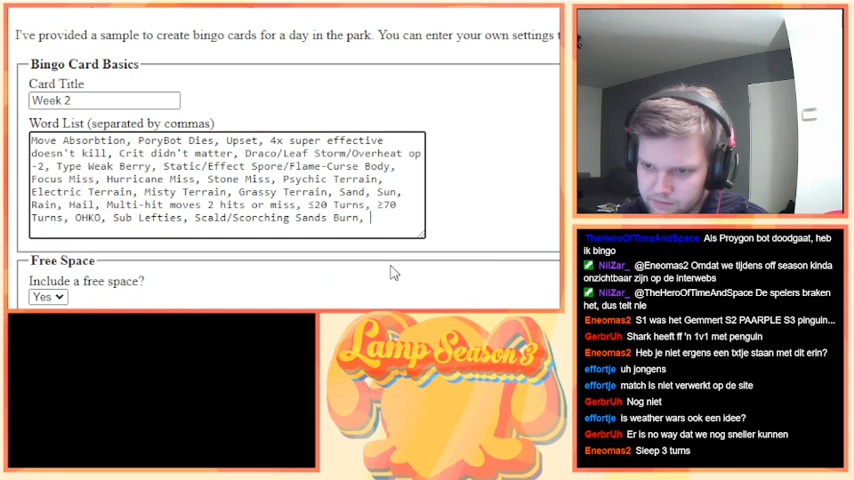 I've provided a sample to create bingo cards for a day in the park. You can enter your own settings t
Bingo Card Basics
Card Title
Week 2
Word List (separated by commas)
Move Absorbtion, PoryBot Dies, Upset, 4x super effective
doesn't kill, Crit didn't matter, Draco/Leaf Storm/Overheat op
-2, Type Weak Berry, Static/Effect Spore/Flame-Curse Body,
Focus Miss, Hurricane Miss, Stone Miss, Psychic Terrain,
Electric Terrain, Misty Terrain, Grassy Terrain, Sand, Sun,
Rain, Hail, Multi-hit moves 2 hits or miss, ≤20 Turns, ≥70
Turns, OHKO, Sub Lefties, Scald/Scorching Sands Burn,
Free Space
Include a free space?
Yes
Lamp Season 3
TheHeroOfTimeAndSpace Als Proygon bot doodgaat, heb
ik bingo
NilZar_ @Eneomas2 Omdat we tijdens off season kinda
onzichtbaar zijn op de interwebs
NilZar_ @TheHeroOfTimeAndSpace De spelers braken
het, dus telt nie
Eneomas2 S1 was het Gemmert S2 PAARPLE S3 pinguin...
GerbrUh Shark heeft ff 'n 1v1 met penguin
Eneomas2 Heb je niet ergens een txtje staan met dit erin?
effortje uh jongens
effortje match is niet verwerkt op de site
GerbrUh Nog niet
effortje is weather wars ook een idee?
GerbrUh Er is no way dat we nog sneller kunnen
Eneomas2 Sleep 3 turns